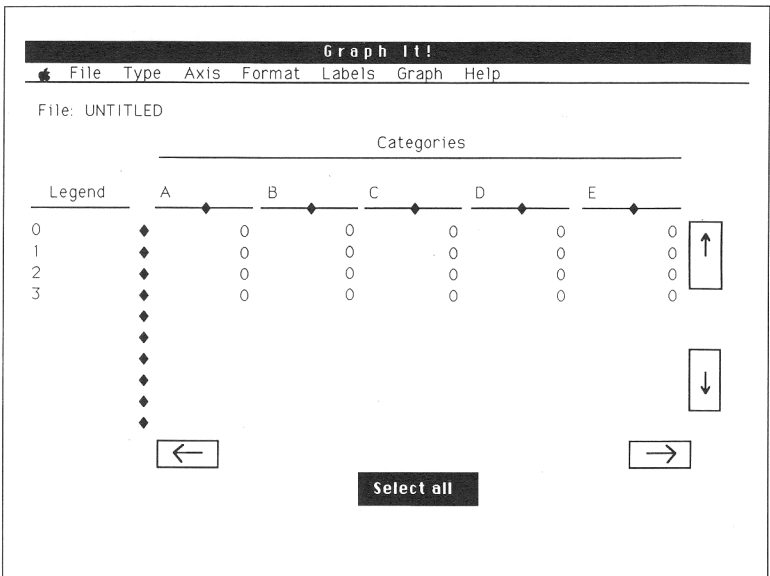 Graph It!
File Type Axis Format Labels Graph Help
File: UNTITLED
Categories
Legend A B C D E
0 0 0 0 0 0
1 0 0 0 0 0
2 0 0 0 0 0
3 0 0 0 0 0
Select all